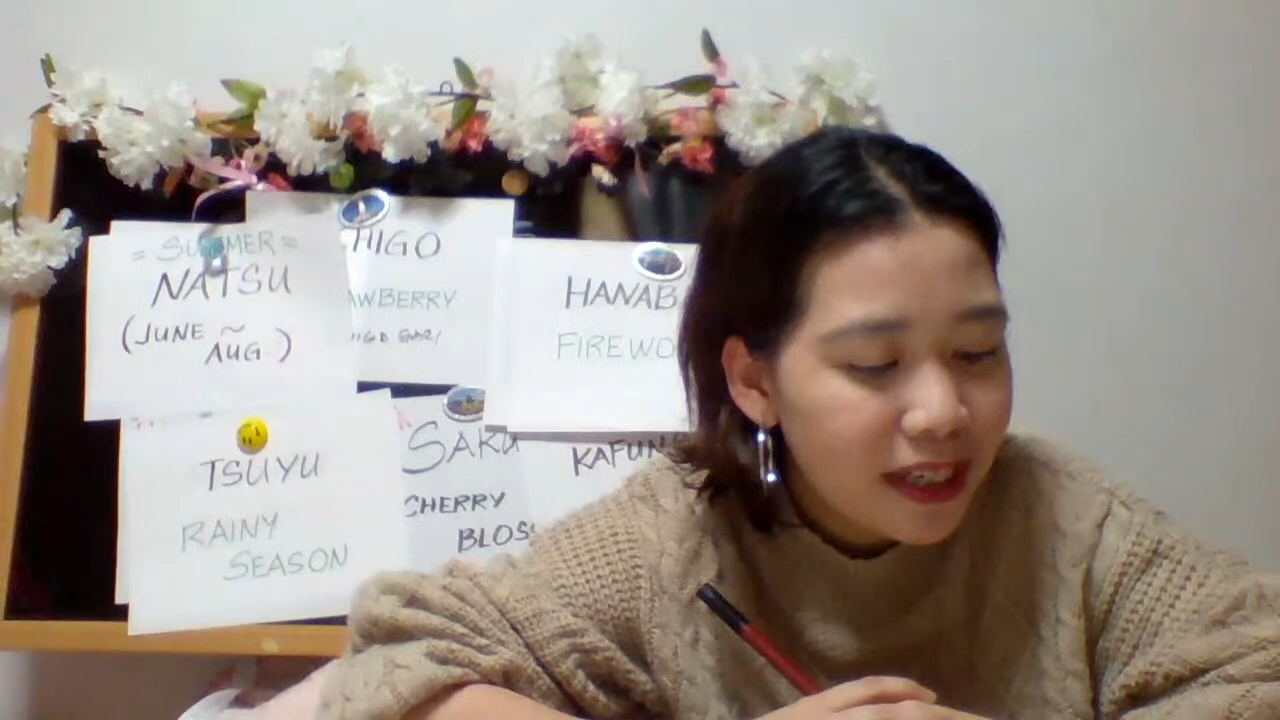 = SUMMER =
NATSU
(JUNE ~
AUG.)
HIGO
AWBERRY
HANAB
FIREWO
TSUYU
RAINY
SEASON
SAKU
CHERRY
BLOS
KAFUN